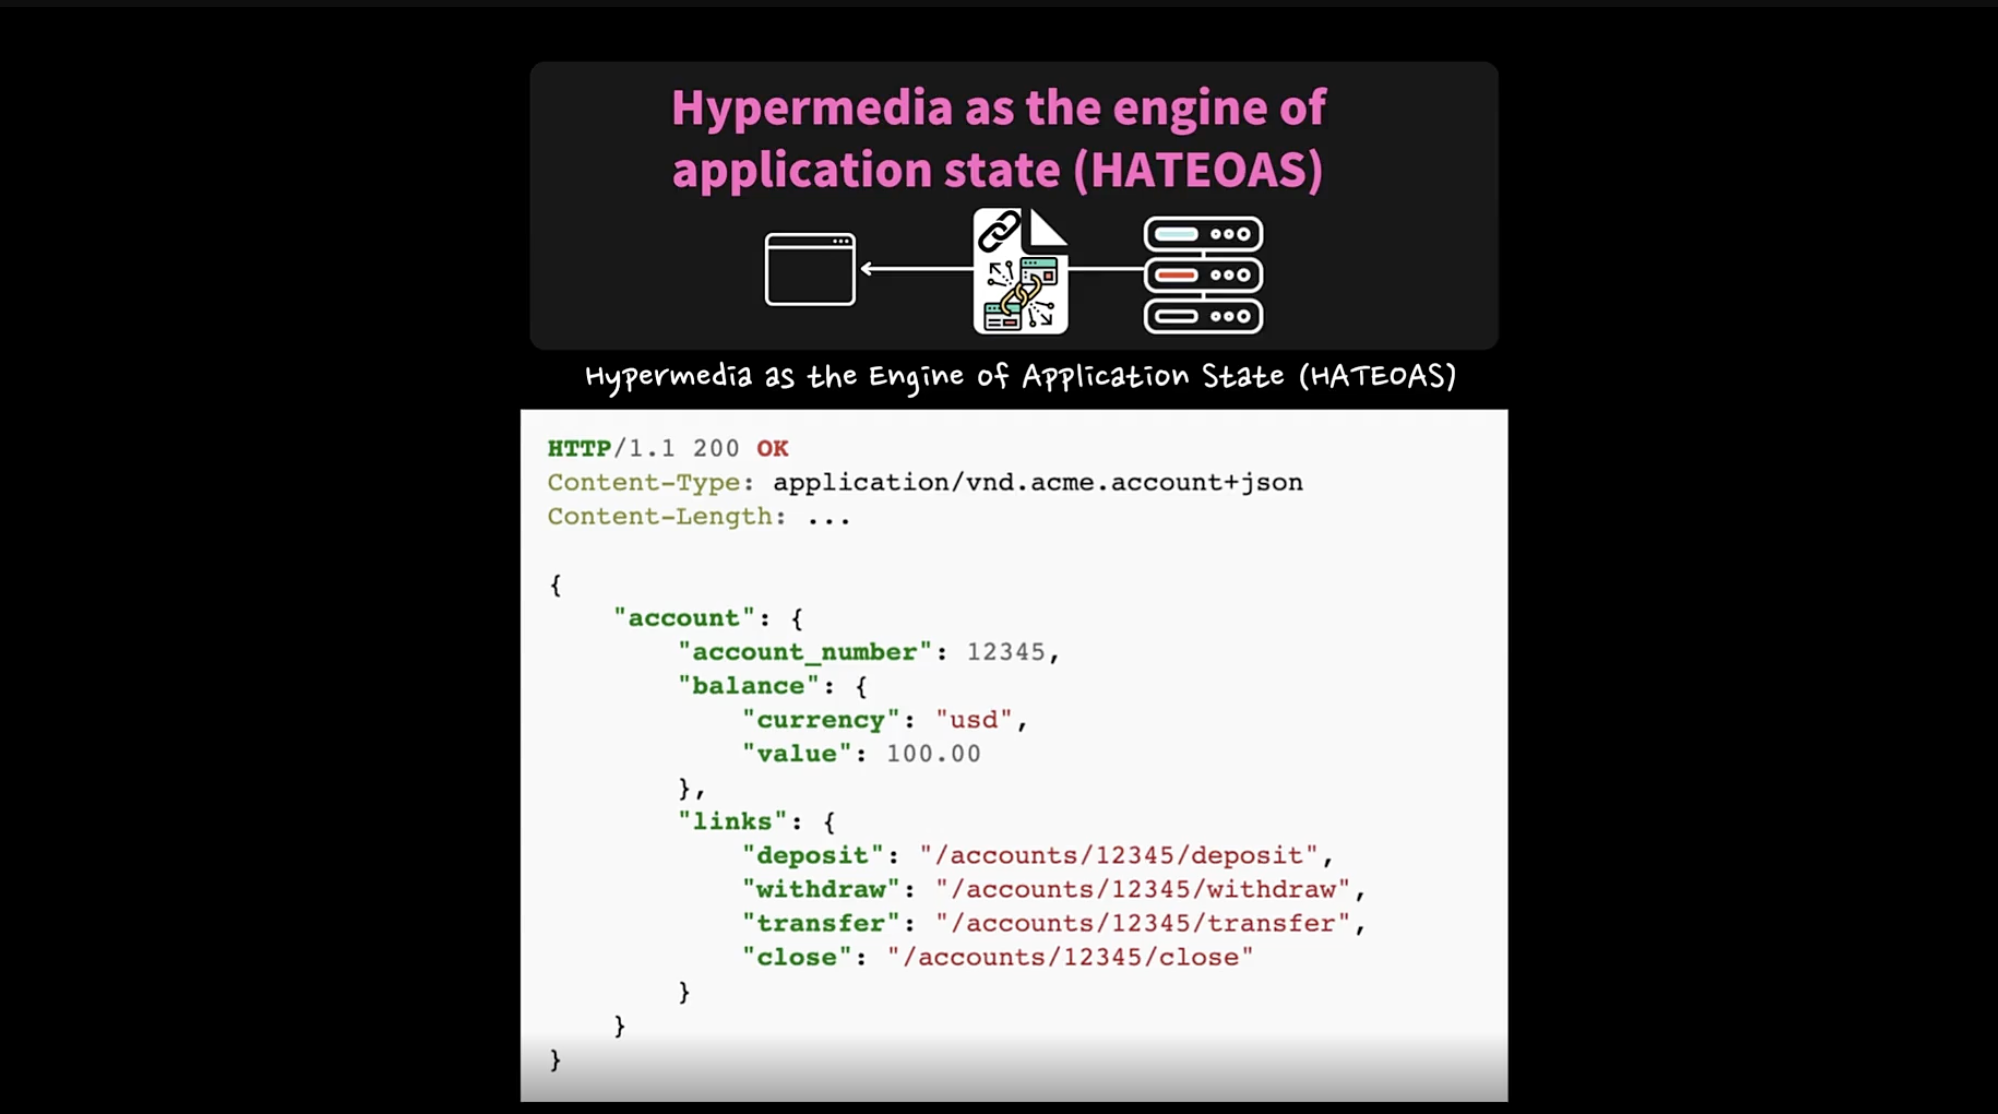 Hypermedia as the engine of
application state (HATEOAS)
Hypermedia as the Engine of Application State (HATEOAS)
HTTP/1.1 200 OK
Content-Type: application/vnd.acme.account+json
Content-Length: ...
{
"account": {
"account_number": 12345,
"balance": {
"currency": "usd",
"value": 100.00
},
"links": {
"deposit": "/accounts/12345/deposit",
"withdraw": "/accounts/12345/withdraw",
"transfer": "/accounts/12345/transfer",
"close": "/accounts/12345/close"
}
}
}